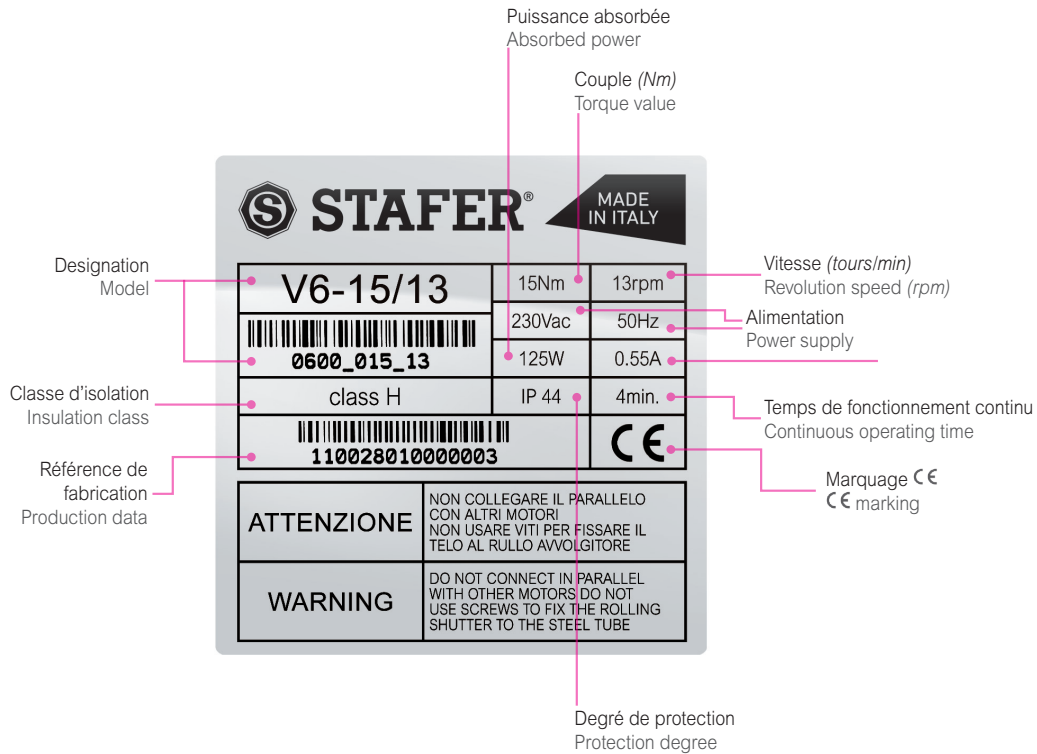 Puissance absorbée
Absorbed power
Couple (Nm)
Torque value
S STAFER®
MADE
IN ITALY
Designation
Model
V6-15/13
15Nm
13rpm
Vitesse (tours/min)
Revolution speed (rpm)
230Vac
50Hz
Alimentation
Power supply
0600_015_13
125W
0.55A
Classe d'isolation
Insulation class
class H
IP 44
4min.
Temps de fonctionnement continu
Continuous operating time
Référence de
fabrication
Production data
110028010000003
CE
Marquage CE
CE marking
ATTENZIONE
NON COLLEGARE IL PARALLELO
CON ALTRI MOTORI
NON USARE VITI PER FISSARE IL
TELO AL RULLO AVVOLGITORE
WARNING
DO NOT CONNECT IN PARALLEL
WITH OTHER MOTORS DO NOT
USE SCREWS TO FIX THE ROLLING
SHUTTER TO THE STEEL TUBE
Degré de protection
Protection degree